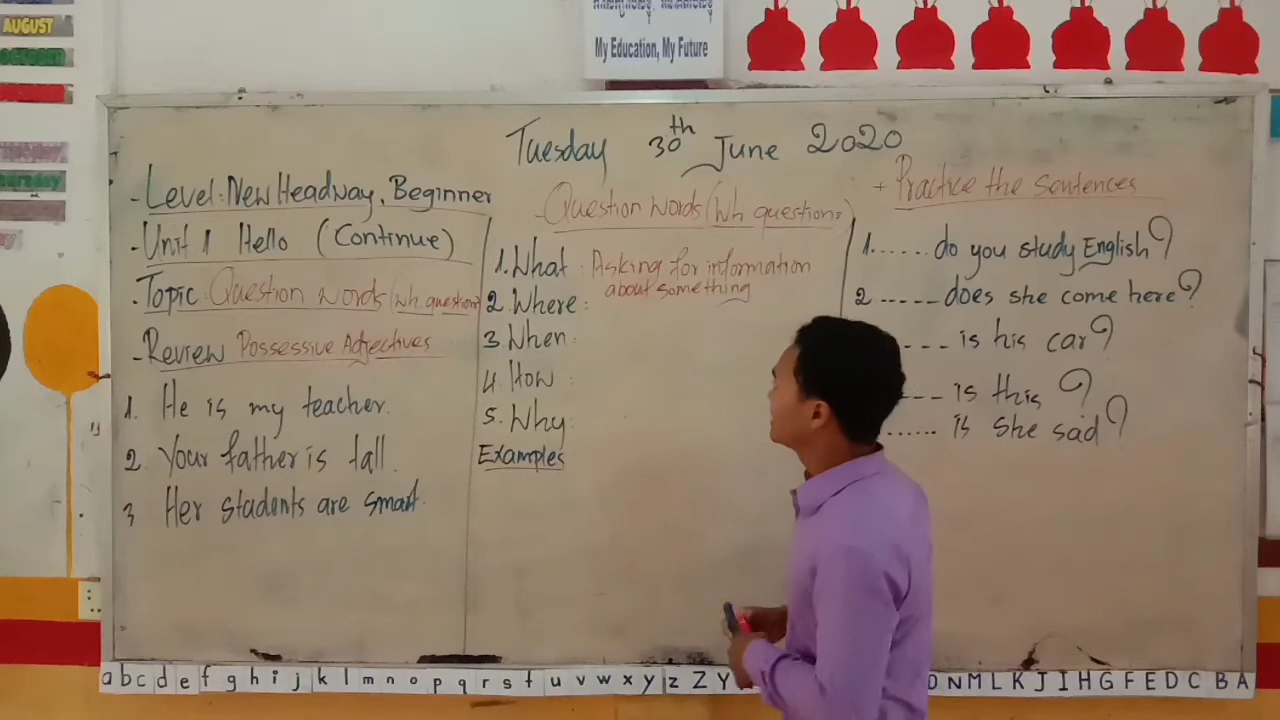 AUGUST
OCTOBER
My Education, My Future
Tuesday 30th June 2020
- Level: New Headway, Beginner
- Unit 1 Hello (Continue)
- Topic Question words (Wh question)
- Review Possessive Adjectives
1. He is my teacher.
2. Your father is tall.
3 Her students are smart.
- Question words (Wh questions)
1. What : Asking for information
about something
2. Where:
3. When:
4. How :
5. Why:
Examples
+ Practice the sentences
1. ...... do you study English?
2 ...... does she come here?
--- is his car?
--- is this ?
...... is she sad?
a b c d e f g h i j k l m n o p q r s t u v w x y z Z Y
O N M L K J I H G F E D C B A